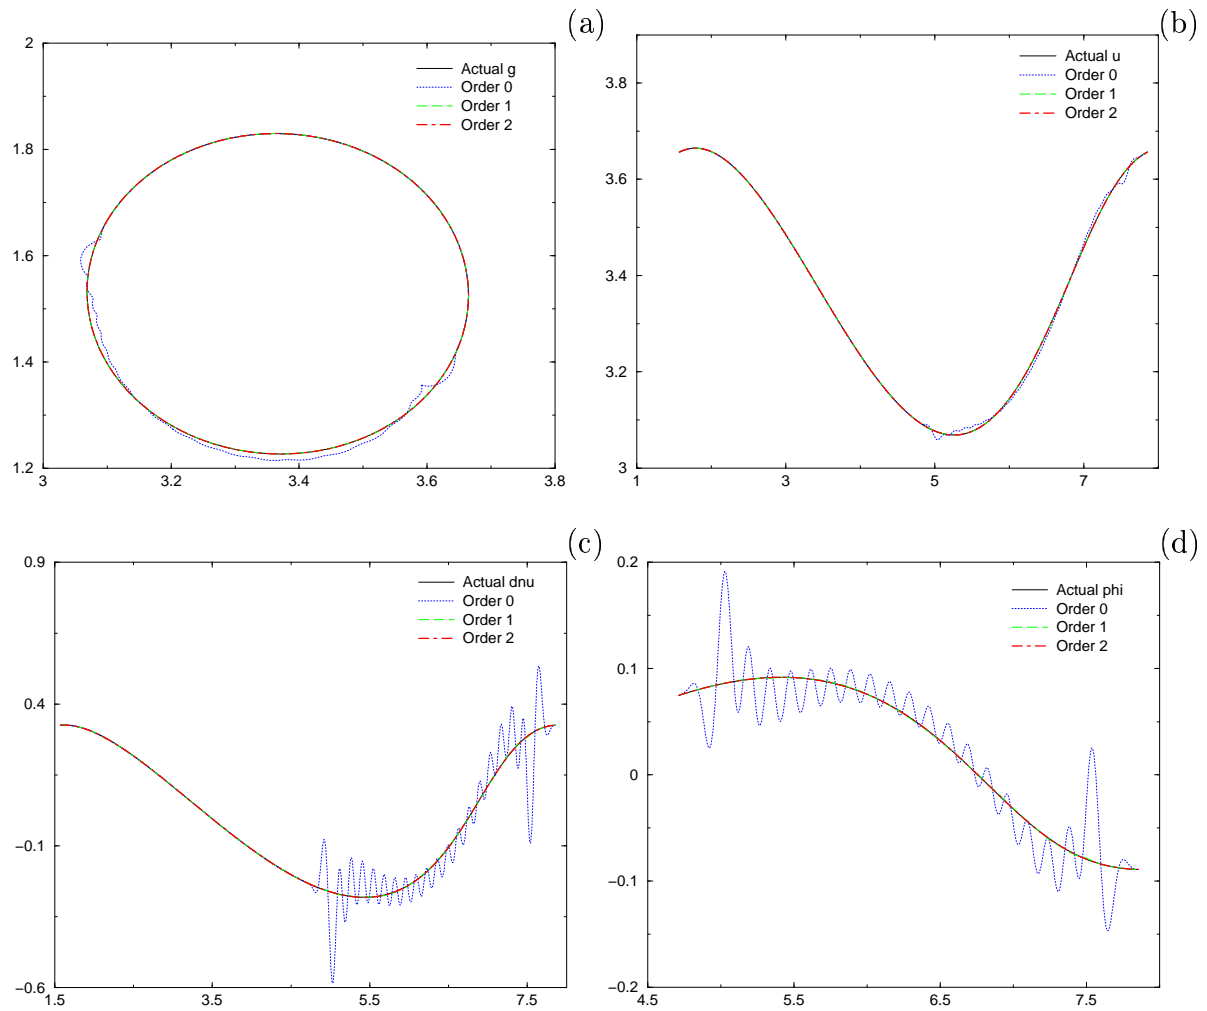 (a)
2
1.8
1.6
1.4
1.2
3
3.2
3.4
3.6
3.8
Actual g
Order 0
Order 1
Order 2
(b)
3.8
3.6
3.4
3.2
3
1
3
5
7
Actual u
Order 0
Order 1
Order 2
(c)
0.9
0.4
−0.1
−0.6
1.5
3.5
5.5
7.5
Actual dnu
Order 0
Order 1
Order 2
(d)
0.2
0.1
0
−0.1
−0.2
4.5
5.5
6.5
7.5
Actual phi
Order 0
Order 1
Order 2